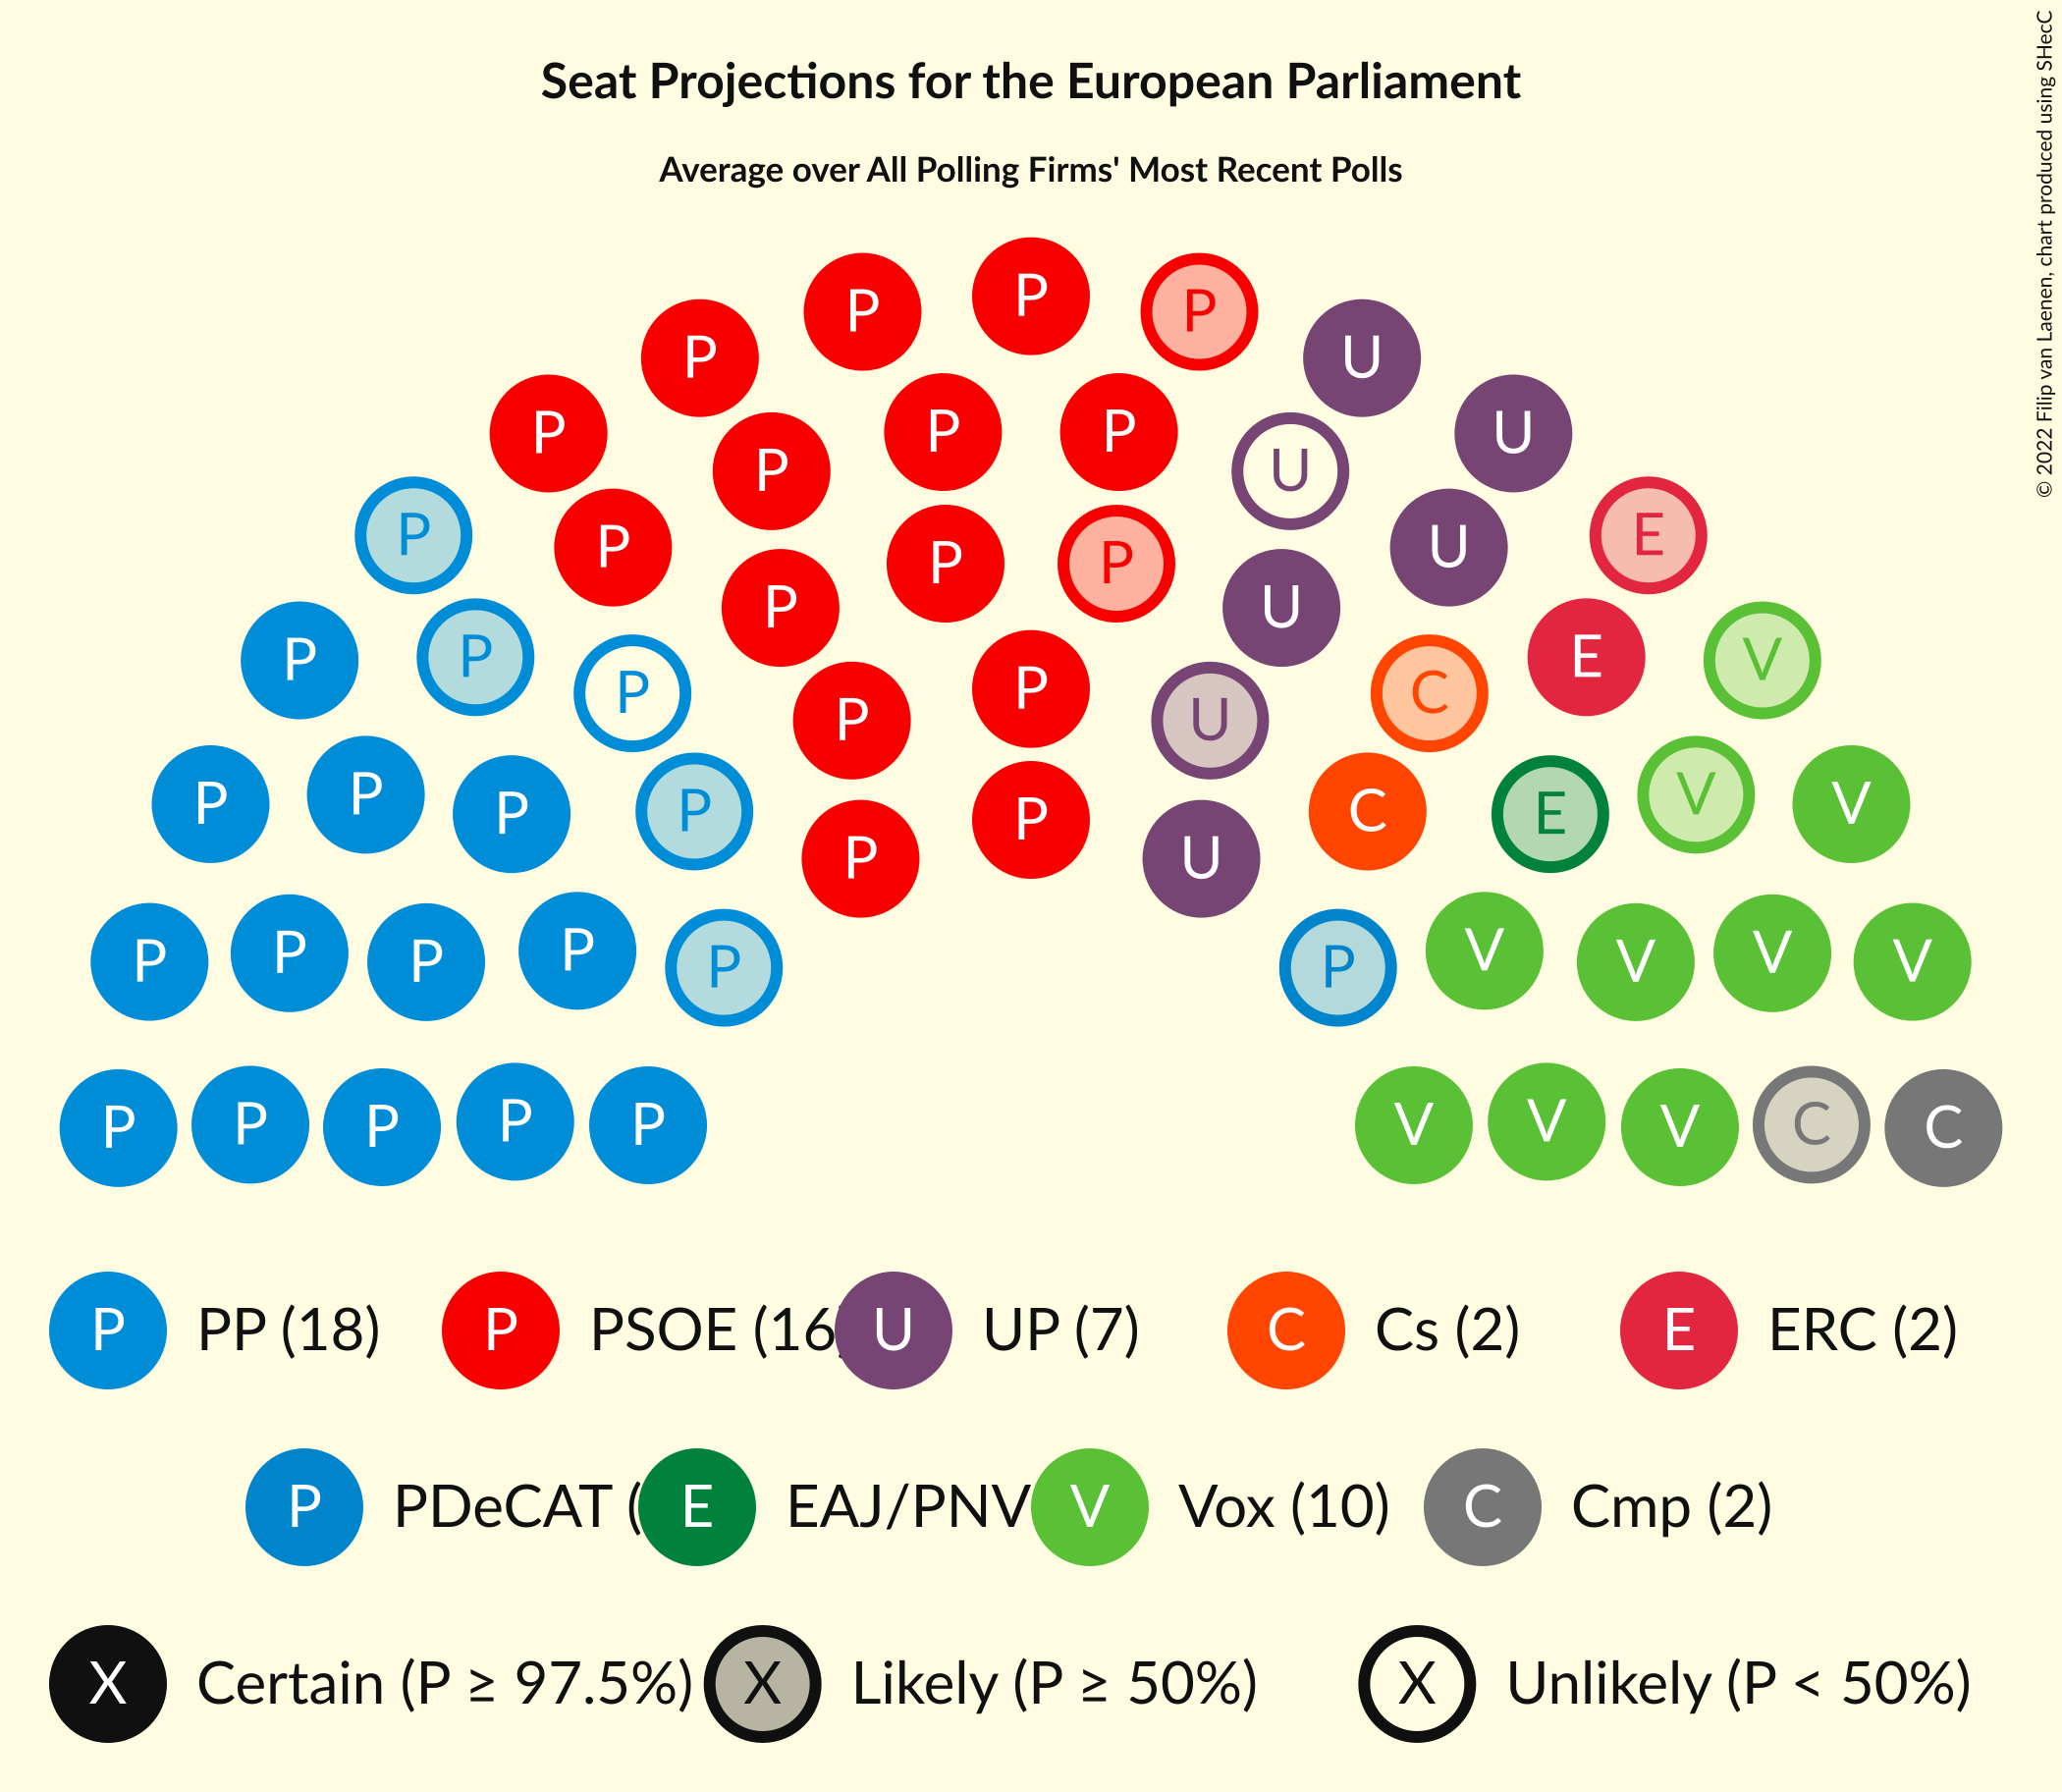 Seat Projections for the European Parliament
Average over All Polling Firms' Most Recent Polls
© 2022 Filip van Laenen, chart produced using SHecC
P P P
P U
P P P U
P U
P P P P U E
P U
P P P P P U C E V
P P P P P P U C E V V
P P P P P P V V V V
P P P P P V V V C C
P PP (18) P PSOE (16 U UP (7) C Cs (2) E ERC (2)
P PDeCAT ( E EAJ/PNV V Vox (10) C Cmp (2)
X Certain (P ≥ 97.5%) X Likely (P ≥ 50%) X Unlikely (P < 50%)